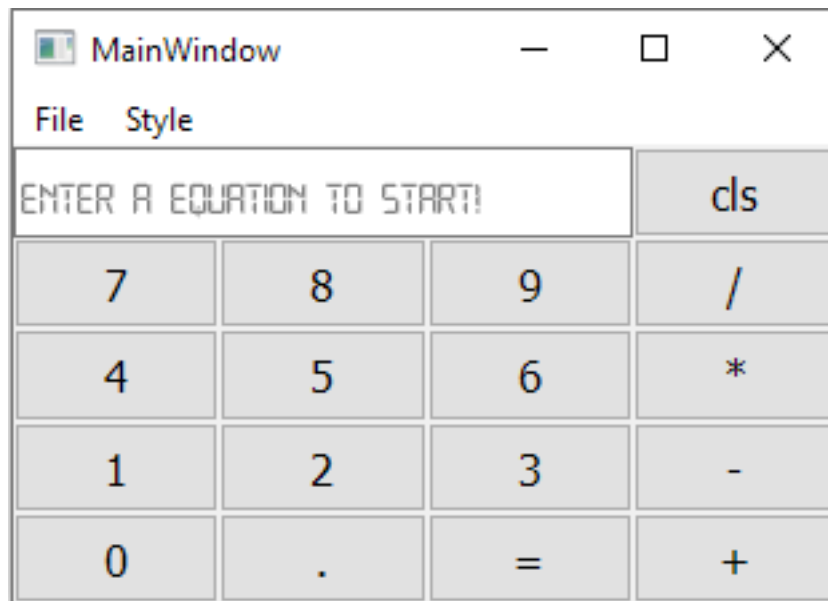 MainWindow
File Style
ENTER A EQUATION TO START! cls
7 8 9 /
4 5 6 *
1 2 3 -
0 . = +